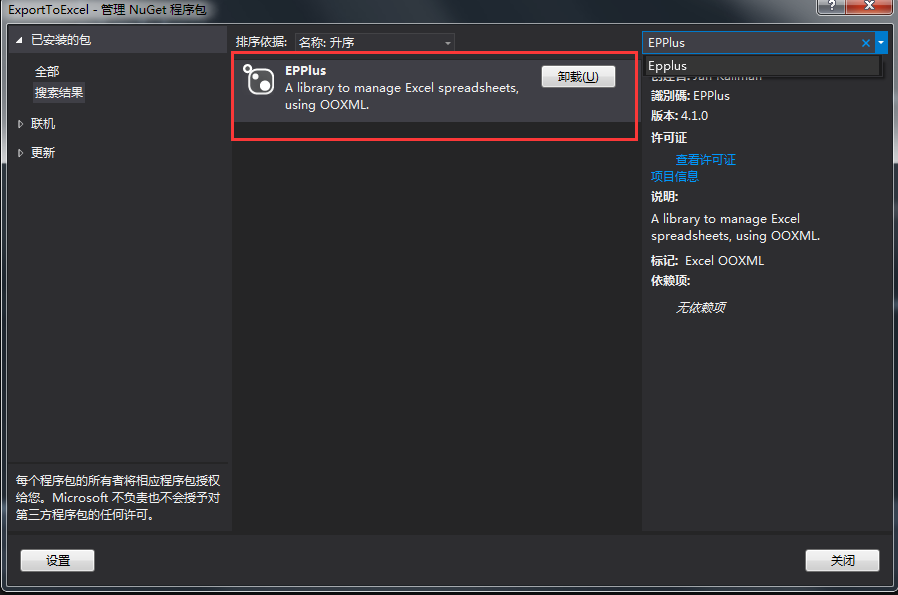 ExportToExcel - 管理 NuGet 程序包
已安装的包
全部
搜索结果
联机
更新
每个程序包的所有者将相应程序包授权
给您。Microsoft 不负责也不会授予对
第三方程序包的任何许可。
设置
排序依据: 名称: 升序
EPPlus
A library to manage Excel spreadsheets,
using OOXML.
卸载(U)
EPPlus
Epplus
識別碼: EPPlus
版本: 4.1.0
许可证
查看许可证
项目信息
说明:
A library to manage Excel
spreadsheets, using OOXML.
标记: Excel OOXML
依赖项:
无依赖项
关闭